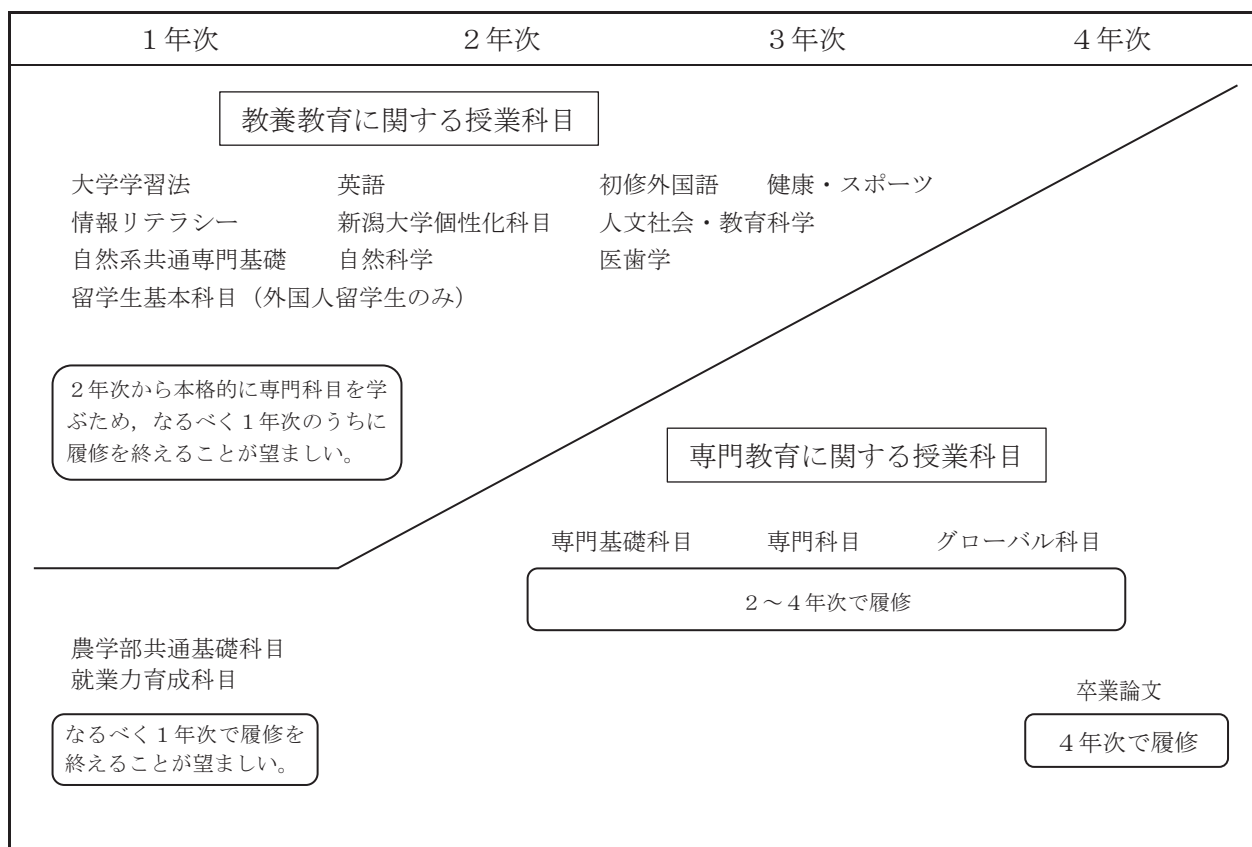 １年次 ２年次 ３年次 ４年次
教養教育に関する授業科目
大学学習法 英語 初修外国語 健康・スポーツ
情報リテラシー 新潟大学個性化科目 人文社会・教育科学
自然系共通専門基礎 自然科学 医歯学
留学生基本科目（外国人留学生のみ）
２年次から本格的に専門科目を学
ぶため，なるべく１年次のうちに
履修を終えることが望ましい。
専門教育に関する授業科目
専門基礎科目 専門科目 グローバル科目
２～４年次で履修
農学部共通基礎科目
就業力育成科目
なるべく１年次で履修を
終えることが望ましい。
卒業論文
４年次で履修